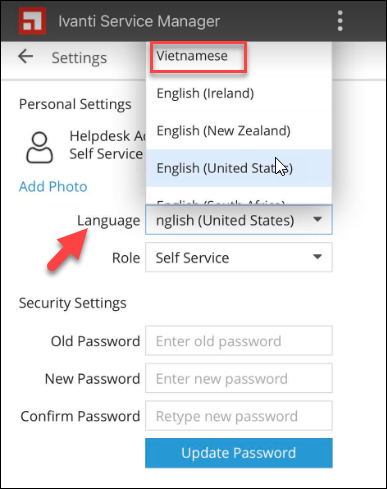 Ivanti Service Manager
Settings
Vietnamese
English (Ireland)
English (New Zealand)
English (United States)
English (South Africa)
Personal Settings
Helpdesk Ad
Self Service
Add Photo
Language nglish (United States)
Role Self Service
Security Settings
Old Password Enter old password
New Password Enter new password
Confirm Password Retype new password
Update Password